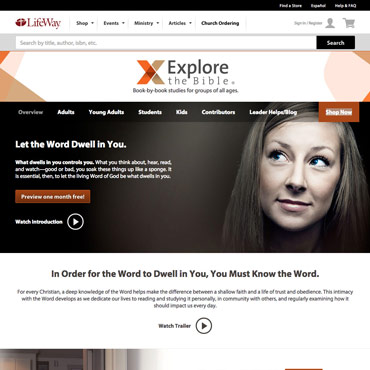 Find a Store Español Help & FAQ
LifeWay Shop Events Ministry Articles Church Ordering Sign In / Register
Search by title, author, isbn, etc. Search
Explore
the Bible
Book-by-book studies for groups of all ages.
Overview Adults Young Adults Students Kids Contributors Leader Helps/Blog Shop Now
Let the Word Dwell in You.
What dwells in you controls you. What you think about, hear, read,
and watch—good or bad, you soak these things up like a sponge. It
is essential, then, to let the living Word of God be what dwells in you.
Preview one month free!
Watch Introduction
In Order for the Word to Dwell in You, You Must Know the Word.
For every Christian, a deep knowledge of the Word helps make the difference between a shallow faith and a life of trust and obedience. This intimacy
with the Word develops as we dedicate our lives to reading and studying it personally, in community with others, and regularly examining how it
should impact us every day.
Watch Trailer